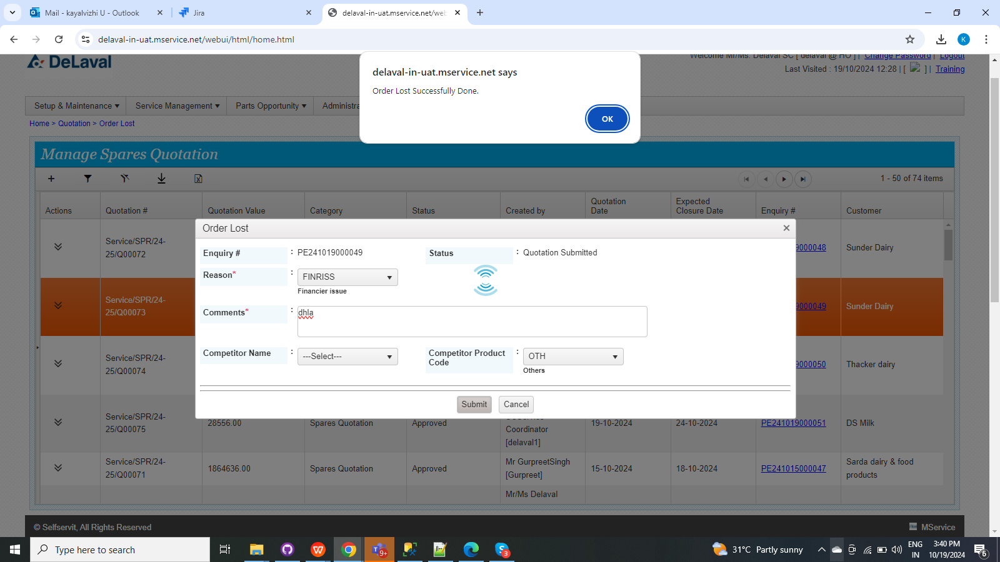 Mail - kayalvizhi U - Outlook
Jira
delaval-in-uat.mservice.net/web
delaval-in-uat.mservice.net/webui/html/home.html
K
DeLaval
Welcome Mr/Ms. Delaval SC [ delaval @ HO ] | Change Password | Logout
Last Visited : 19/10/2024 12:28 | [ ] | Training
delaval-in-uat.mservice.net says
Order Lost Successfully Done.
OK
Setup & Maintenance
Service Management
Parts Opportunity
Administra
Home > Quotation > Order Lost
Manage Spares Quotation
1 - 50 of 74 items
Actions
Quotation #
Quotation Value
Category
Status
Created by
Quotation Date
Expected Closure Date
Enquiry #
Customer
Service/SPR/24-25/Q00072
000048
Sunder Dairy
Service/SPR/24-25/Q00073
000049
Sunder Dairy
Service/SPR/24-25/Q00074
000050
Thacker dairy
Order Lost
Enquiry # : PE241019000049
Status : Quotation Submitted
Reason* : FINRISS
Financier issue
Comments* : dhla
Competitor Name : ---Select---
Competitor Product Code : OTH
Others
Submit
Cancel
Service/SPR/24-25/Q00075
28556.00
Spares Quotation
Approved
Coordinator [delaval1]
19-10-2024
24-10-2024
PE241019000051
DS Milk
Service/SPR/24-25/Q00071
1864636.00
Spares Quotation
Approved
Mr GurpreetSingh [Gurpreet]
15-10-2024
18-10-2024
PE241015000047
Sarda dairy & food products
Mr/Ms Delaval
© Selfservit, All Rights Reserved
MService
Type here to search
9+
3
31°C Partly sunny
ENG
IN
3:40 PM
10/19/2024
6